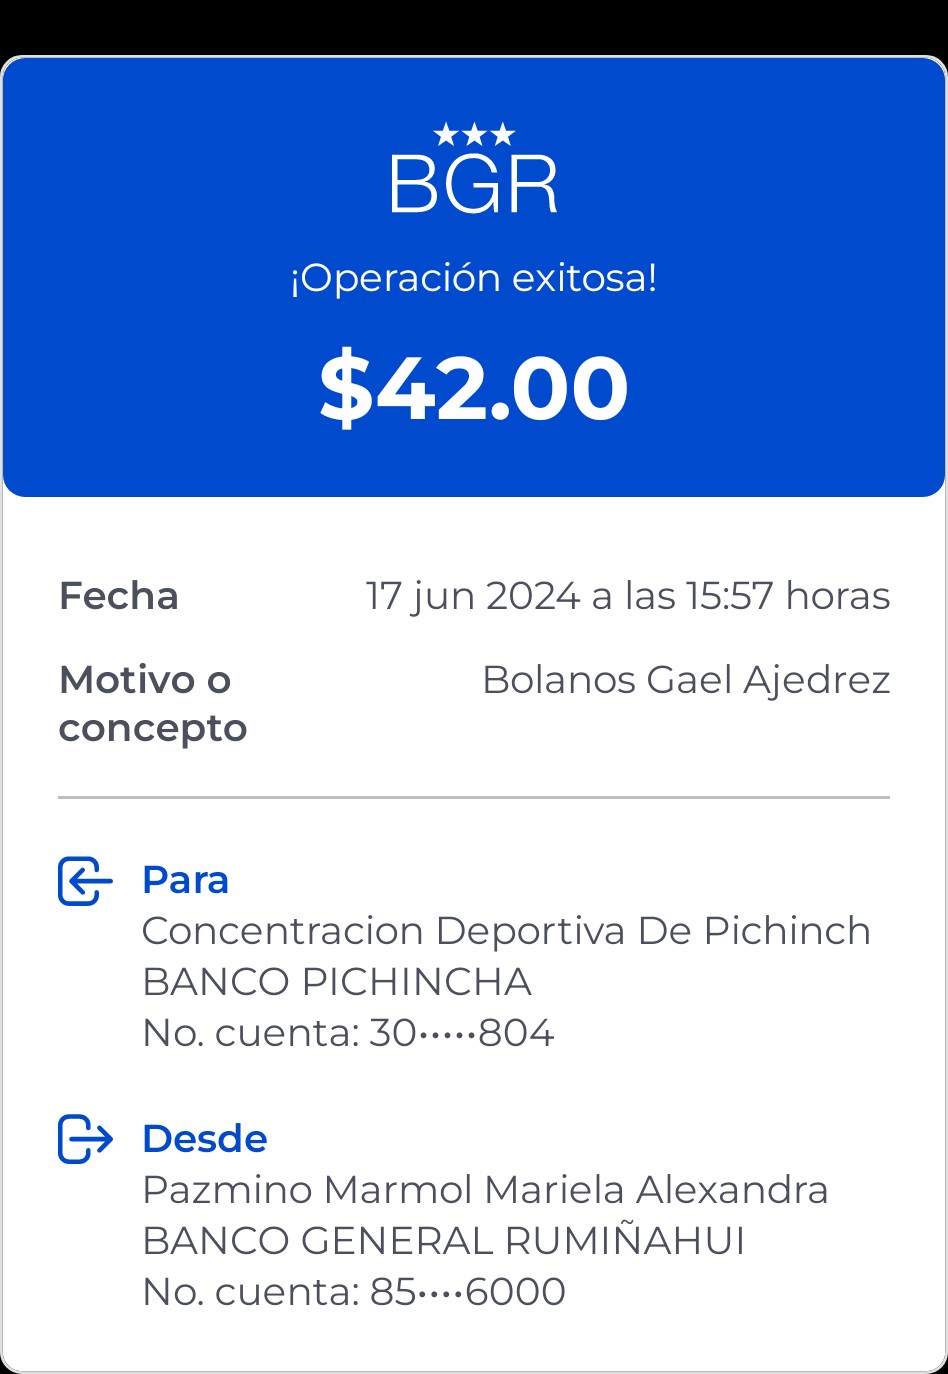 BGR
¡Operación exitosa!
$42.00
Fecha 17 jun 2024 a las 15:57 horas
Motivo o Bolanos Gael Ajedrez
concepto
Para
Concentracion Deportiva De Pichinch
BANCO PICHINCHA
No. cuenta: 30•••••804
Desde
Pazmino Marmol Mariela Alexandra
BANCO GENERAL RUMIÑAHUI
No. cuenta: 85••••6000